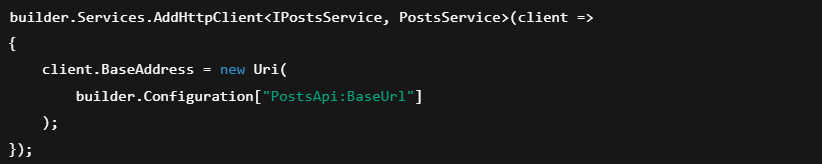 builder.Services.AddHttpClient<IPostsService, PostsService>(client =>
{
    client.BaseAddress = new Uri(
        builder.Configuration["PostsApi:BaseUrl"]
    );
});